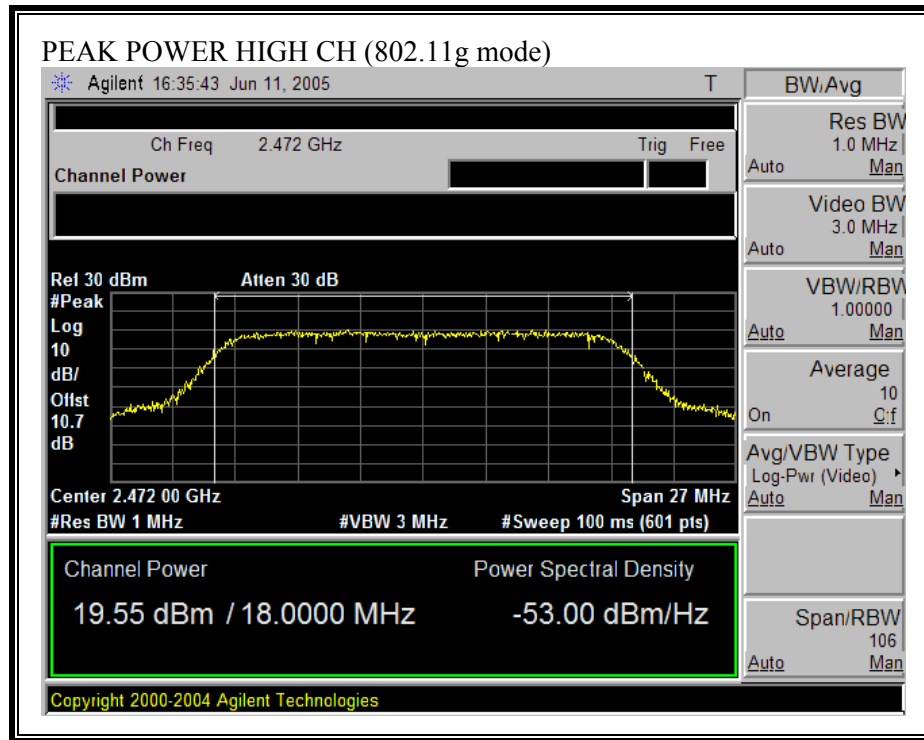 PEAK POWER HIGH CH (802.11g mode)
Agilent 16:35:43 Jun 11, 2005 T
Ch Freq 2.472 GHz Trig Free
Channel Power
Ref 30 dBm Atten 30 dB
#Peak
Log
10
dB/
Offst
10.7
dB
Center 2.472 00 GHz Span 27 MHz
#Res BW 1 MHz #VBW 3 MHz #Sweep 100 ms (601 pts)
Channel Power Power Spectral Density
19.55 dBm / 18.0000 MHz -53.00 dBm/Hz
Copyright 2000-2004 Agilent Technologies
BW/Avg
Res BW
1.0 MHz
Auto Man
Video BW
3.0 MHz
Auto Man
VBW/RBW
1.00000
Auto Man
Average
10
On Off
Avg/VBW Type
Log-Pwr (Video)
Auto Man
Span/RBW
106
Auto Man